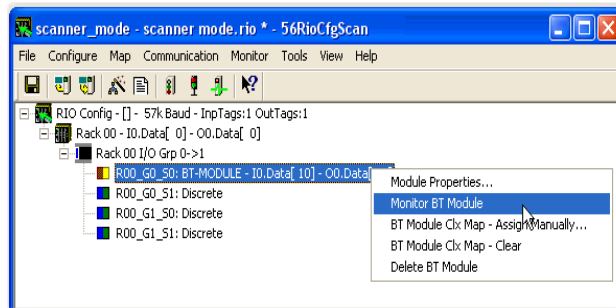 scanner_mode - scanner mode.rio * - 56RioCfgScan
File Configure Map Communication Monitor Tools View Help
RIO Config - [] - 57k Baud - InpTags:1 OutTags:1
Rack 00 - I0.Data[ 0] - O0.Data[ 0]
Rack 00 I/O Grp 0->1
R00_G0_S0: BT-MODULE - I0.Data[ 10] - O0.Data[
R00_G0_S1: Discrete
R00_G1_S0: Discrete
R00_G1_S1: Discrete
Module Properties...
Monitor BT Module
BT Module Clx Map - Assign Manually...
BT Module Clx Map - Clear
Delete BT Module